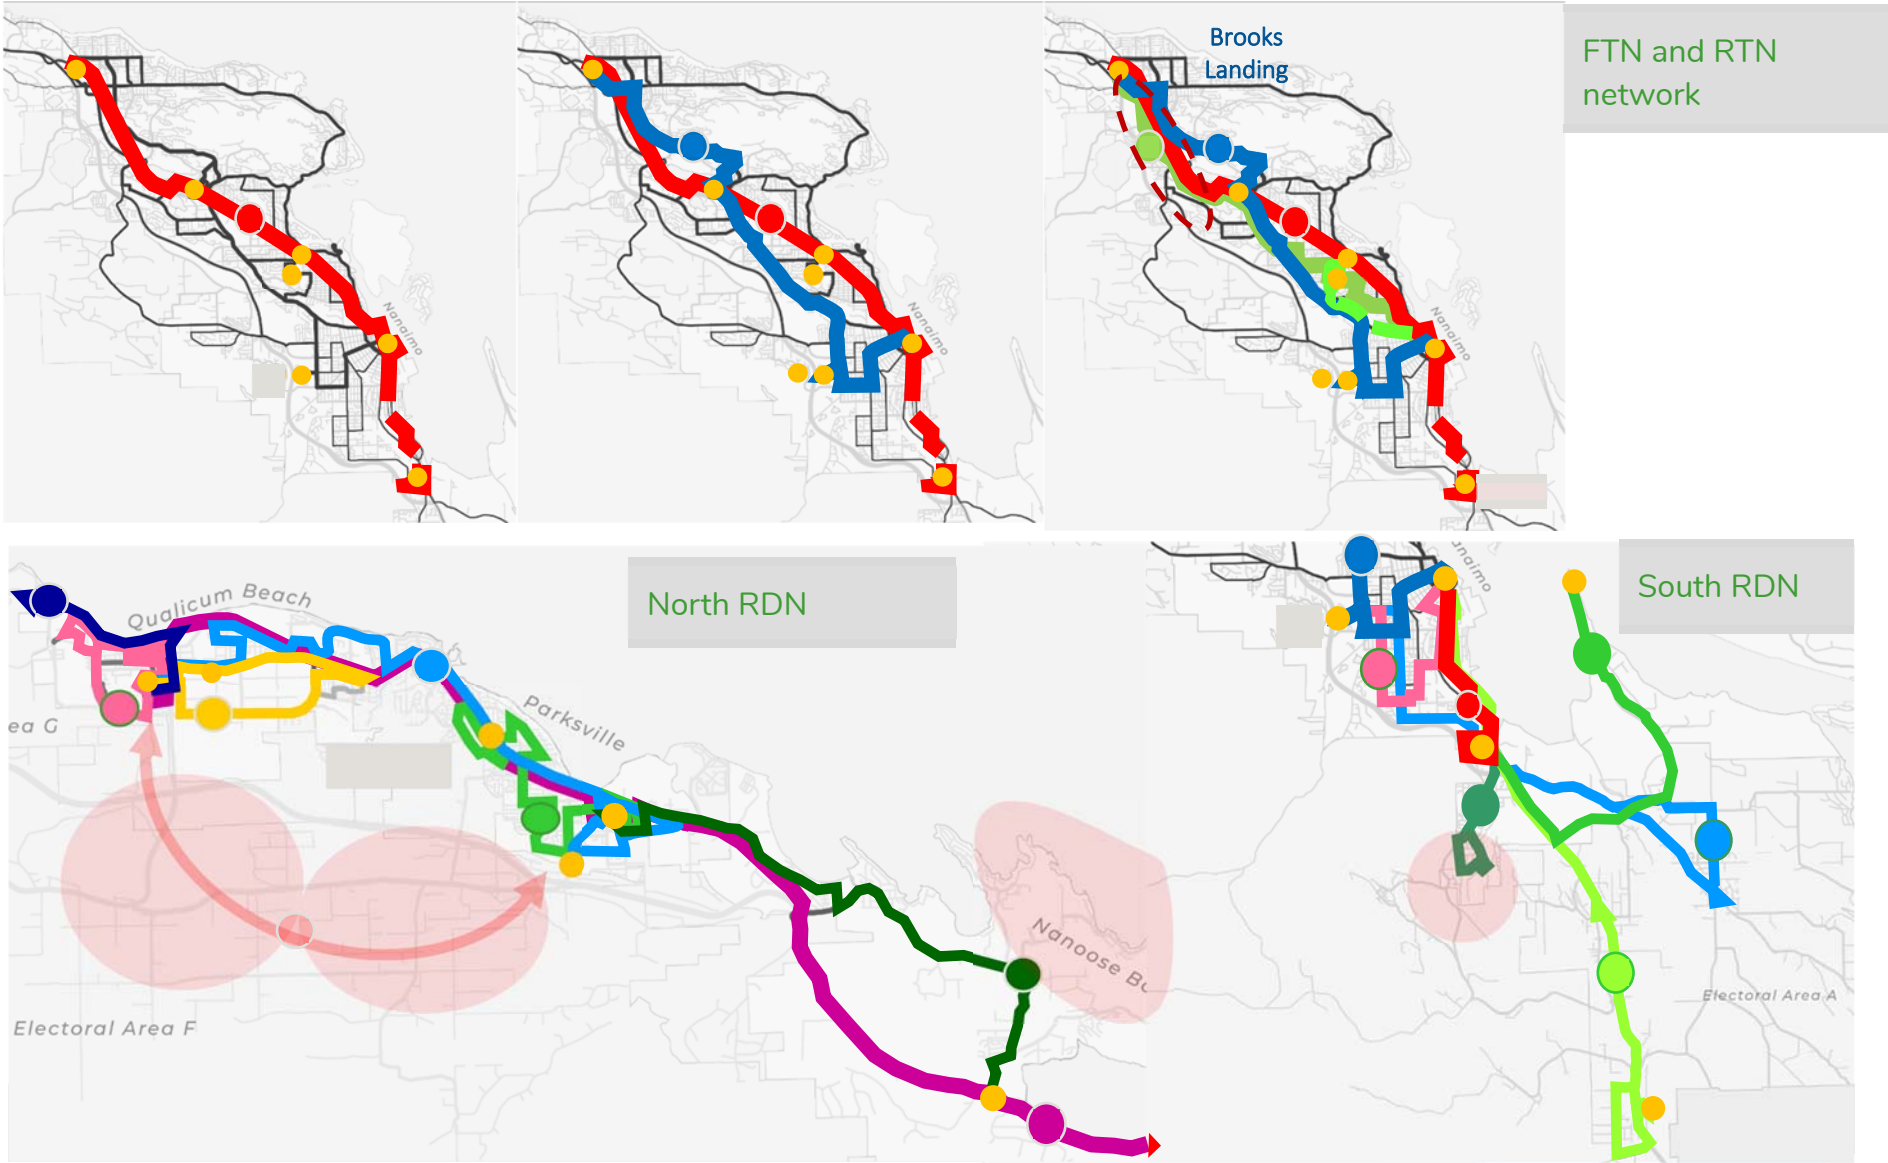 Brooks
Landing
FTN and RTN
network
Nanaimo
Nanaimo
Nanaimo
North RDN
South RDN
Qualicum Beach
Parksville
ea G
Nanoose B
Electoral Area F
anaimo
Electoral Area A